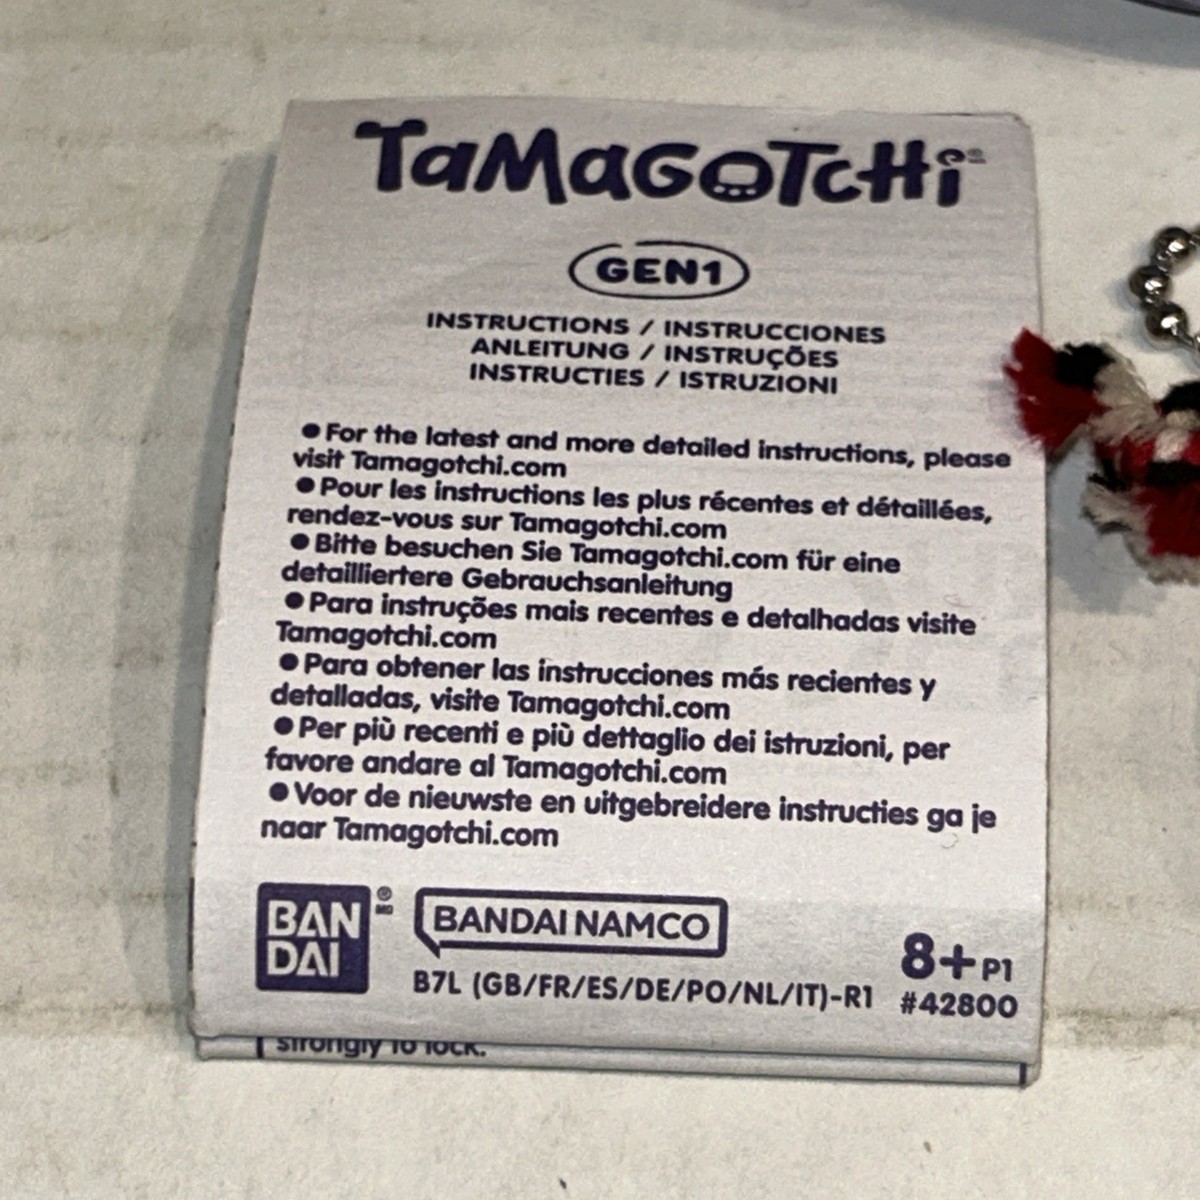 TaMaGOTCHi®
GEN1
INSTRUCTIONS / INSTRUCCIONES
ANLEITUNG / INSTRUÇÕES
INSTRUCTIES / ISTRUZIONI
● For the latest and more detailed instructions, please
visit Tamagotchi.com
● Pour les instructions les plus récentes et détaillées,
rendez-vous sur Tamagotchi.com
● Bitte besuchen Sie Tamagotchi.com für eine
detailliertere Gebrauchsanleitung
● Para instruções mais recentes e detalhadas visite
Tamagotchi.com
● Para obtener las instrucciones más recientes y
detalladas, visite Tamagotchi.com
● Per più recenti e più dettaglio dei istruzioni, per
favore andare al Tamagotchi.com
● Voor de nieuwste en uitgebreidere instructies ga je
naar Tamagotchi.com
BAN
DAI
®
BANDAI NAMCO
B7L (GB/FR/ES/DE/PO/NL/IT)-R1
8+ P1
#42800
strongly to lock.